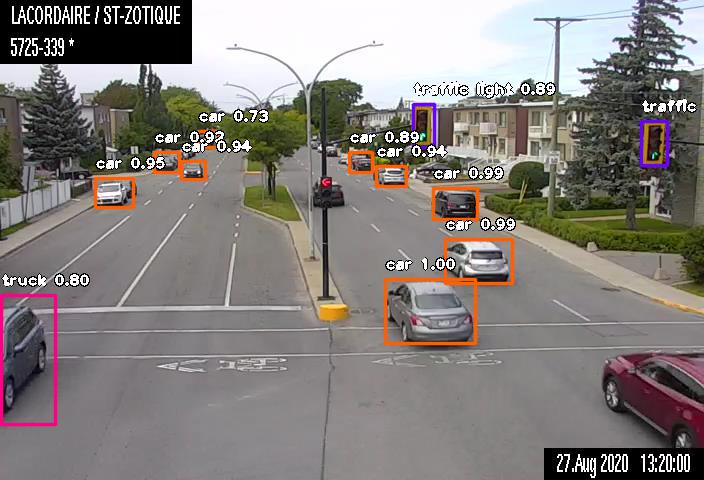 LACORDAIRE / ST-ZOTIQUE
5725-339 *
traffic light 0.89
traffic
car 0.73
car 0.92
car 0.94
car 0.89
car 0.94
car 0.95
car 0.99
car 0.99
car 1.00
truck 0.80
27.Aug 2020 13:20:00